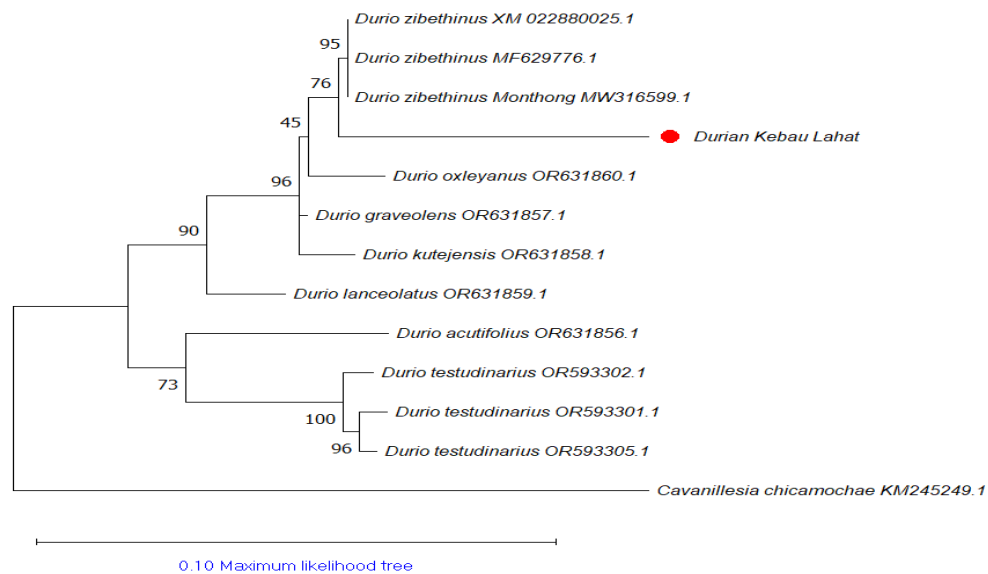 Durio zibethinus XM 022880025.1
95
Durio zibethinus MF629776.1
76
Durio zibethinus Monthong MW316599.1
45
Durian Kebau Lahat
Durio oxleyanus OR631860.1
96
Durio graveolens OR631857.1
90
Durio kutejensis OR631858.1
Durio lanceolatus OR631859.1
Durio acutifolius OR631856.1
73
Durio testudinarius OR593302.1
100
Durio testudinarius OR593301.1
96
Durio testudinarius OR593305.1
Cavanillesia chicamochae KM245249.1
0.10 Maximum likelihood tree